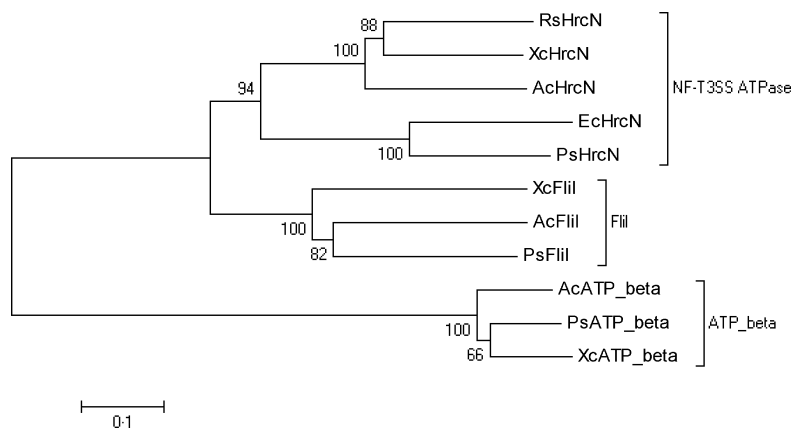 RsHrcN
88
XcHrcN
100
AcHrcN
94
NF-T3SS ATPase
EcHrcN
100
PsHrcN
XcFliI
100
AcFliI
FliI
82
PsFliI
AcATP_beta
100
PsATP_beta
ATP_beta
66
XcATP_beta
0·1